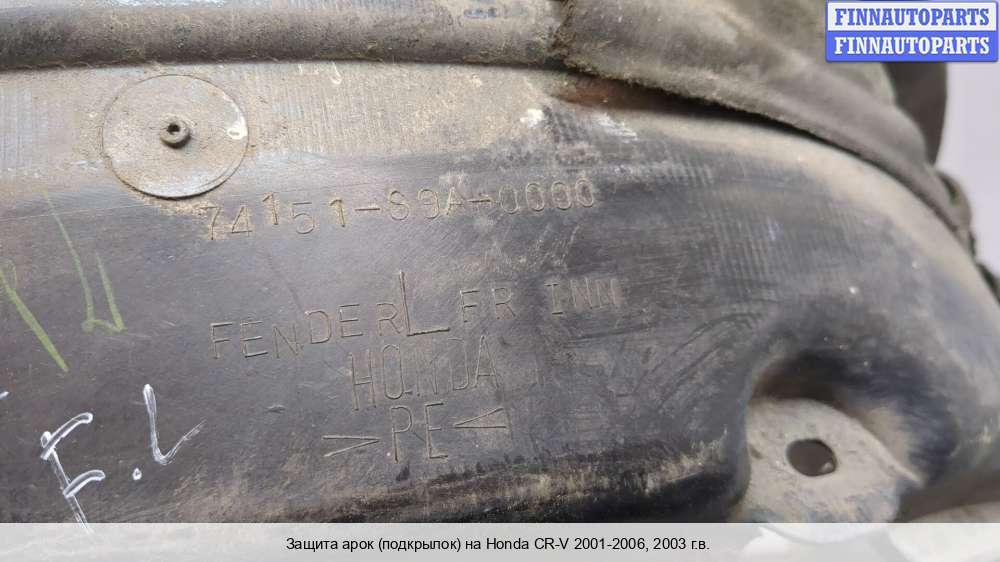 FINNAUTOPARTS
FINNAUTOPARTS
74151-S9A-0000
FENDER L FR INN
HONDA
>PE<
F.L
Защита арок (подкрылок) на Honda CR-V 2001-2006, 2003 г.в.